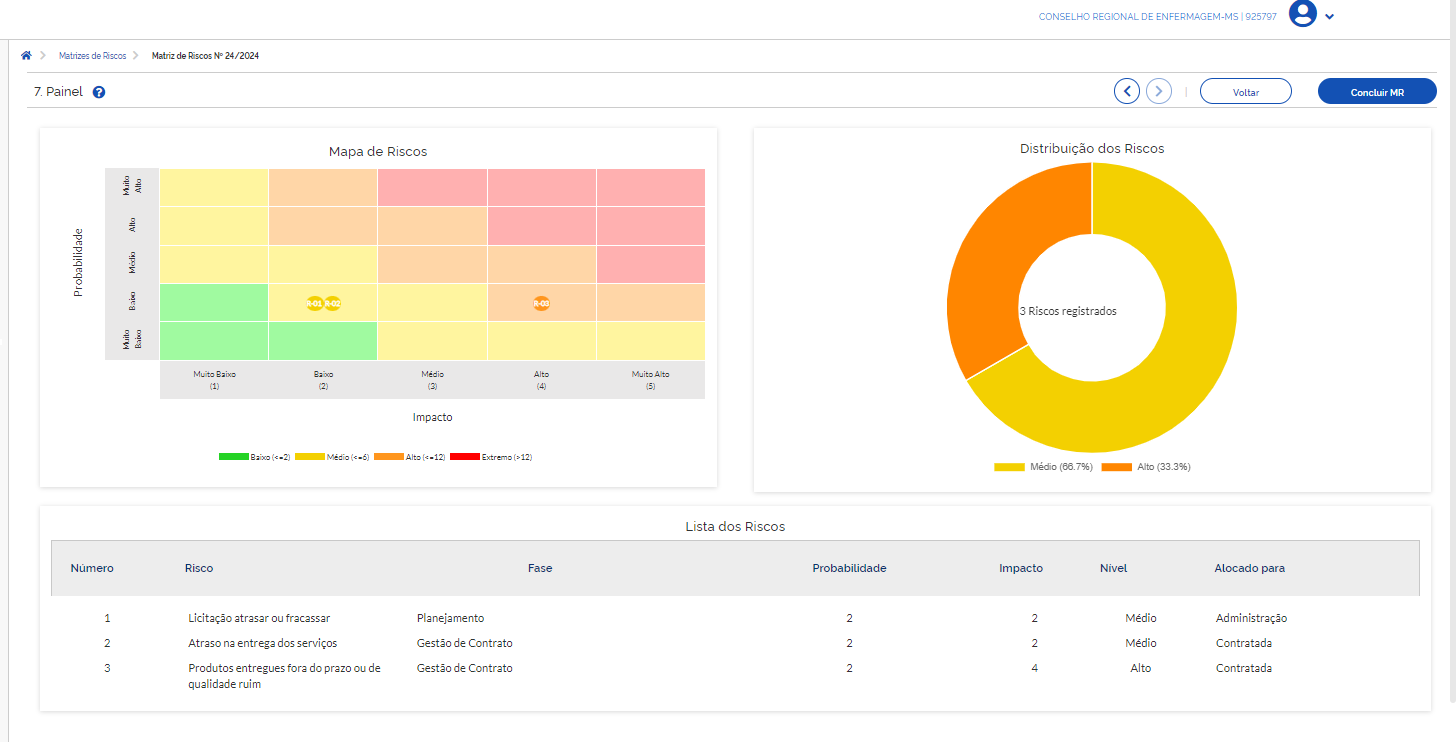 CONSELHO REGIONAL DE ENFERMAGEM-MS | 925797
Matrizes de Riscos
Matriz de Riscos Nº 24/2024
7. Painel ?
Voltar
Concluir MR
Mapa de Riscos
Probabilidade
Muito
Alto
Alto
Médio
Baixo
Muito
Baixo
R-01 R-02
R-03
Muito Baixo
(1)
Baixo
(2)
Médio
(3)
Alto
(4)
Muito Alto
(5)
Impacto
Baixo (<=2) Médio (<=6) Alto (<=12) Extremo (>12)
Distribuição dos Riscos
3 Riscos registrados
Médio (66.7%) Alto (33.3%)
Lista dos Riscos
Número Risco Fase Probabilidade Impacto Nível Alocado para
1 Licitação atrasar ou fracassar Planejamento 2 2 Médio Administração
2 Atraso na entrega dos serviços Gestão de Contrato 2 2 Médio Contratada
3 Produtos entregues fora do prazo ou de Gestão de Contrato 2 4 Alto Contratada
qualidade ruim